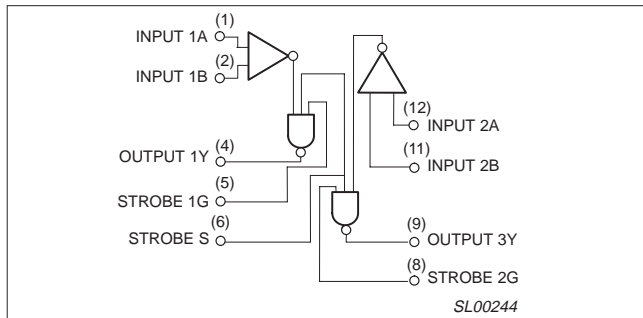 (1)
INPUT 1A
(2)
INPUT 1B
(12)
INPUT 2A
(4)
(11)
OUTPUT 1Y
INPUT 2B
(5)
STROBE 1G
(6)
(9)
STROBE S
OUTPUT 3Y
(8)
STROBE 2G
SL00244